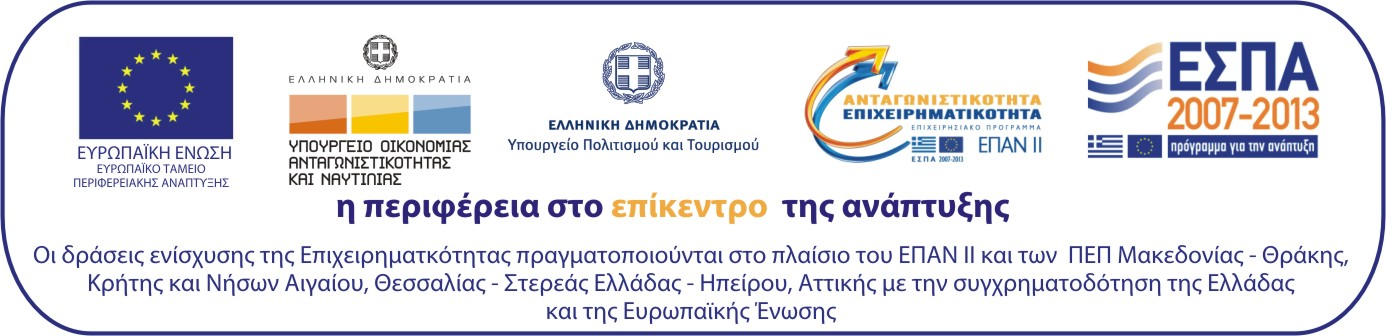 ΕΥΡΩΠΑΪΚΗ ΕΝΩΣΗ
ΕΥΡΩΠΑΪΚΟ ΤΑΜΕΙΟ
ΠΕΡΙΦΕΡΕΙΑΚΗΣ ΑΝΑΠΤΥΞΗΣ
ΕΛΛΗΝΙΚΗ ΔΗΜΟΚΡΑΤΙΑ
ΥΠΟΥΡΓΕΙΟ ΟΙΚΟΝΟΜΙΑΣ
ΑΝΤΑΓΩΝΙΣΤΙΚΟΤΗΤΑΣ
ΚΑΙ ΝΑΥΤΙΛΙΑΣ
ΕΛΛΗΝΙΚΗ ΔΗΜΟΚΡΑΤΙΑ
Υπουργείο Πολιτισμού και Τουρισμού
ΑΝΤΑΓΩΝΙΣΤΙΚΟΤΗΤΑ
ΕΠΙΧΕΙΡΗΜΑΤΙΚΟΤΗΤΑ
ΕΠΙΧΕΙΡΗΣΙΑΚΟ ΠΡΟΓΡΑΜΜΑ
ΕΠΑΝ ΙΙ
ΕΣΠΑ 2007-2013
ΕΣΠΑ
2007-2013
πρόγραμμα για την ανάπτυξη
η περιφέρεια στο επίκεντρο της ανάπτυξης
Οι δράσεις ενίσχυσης της Επιχειρηματκότητας πραγματοποιούνται στο πλαίσιο του ΕΠΑΝ ΙΙ και των ΠΕΠ Μακεδονίας - Θράκης,
Κρήτης και Νήσων Αιγαίου, Θεσσαλίας - Στερεάς Ελλάδας - Ηπείρου, Αττικής με την συγχρηματοδότηση της Ελλάδας
και της Ευρωπαϊκής Ένωσης